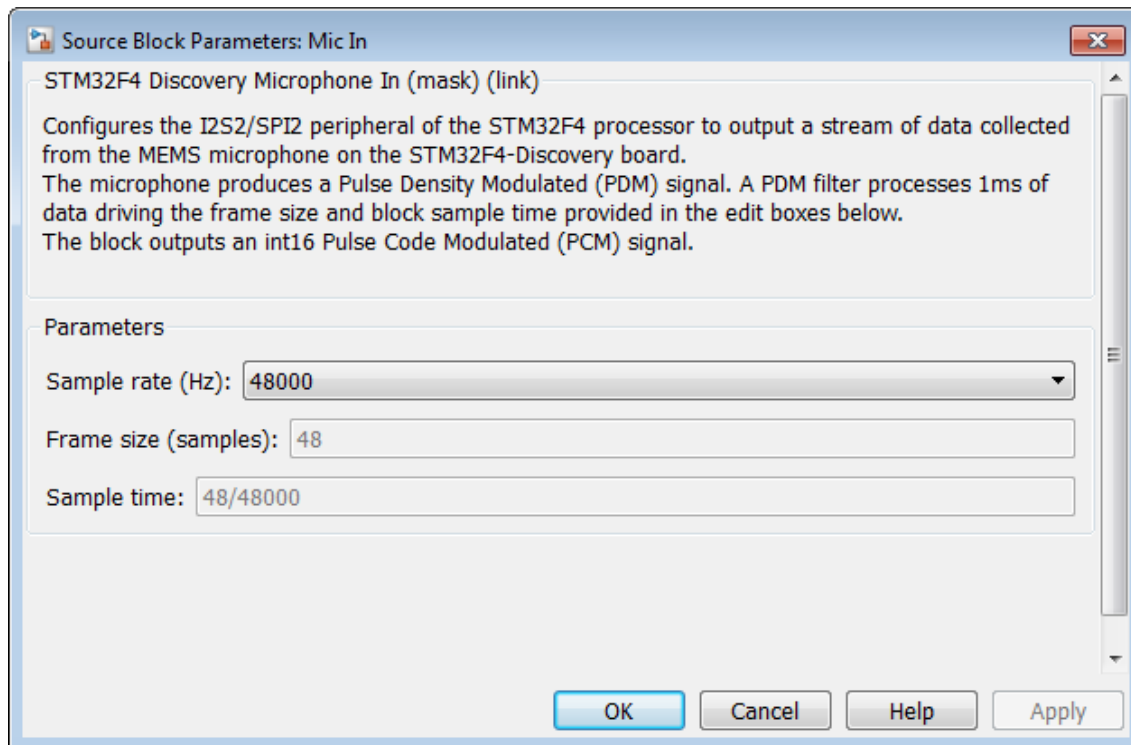 Source Block Parameters: Mic In
STM32F4 Discovery Microphone In (mask) (link)
Configures the I2S2/SPI2 peripheral of the STM32F4 processor to output a stream of data collected
from the MEMS microphone on the STM32F4-Discovery board.
The microphone produces a Pulse Density Modulated (PDM) signal. A PDM filter processes 1ms of
data driving the frame size and block sample time provided in the edit boxes below.
The block outputs an int16 Pulse Code Modulated (PCM) signal.
Parameters
Sample rate (Hz): 48000
Frame size (samples): 48
Sample time: 48/48000
OK Cancel Help Apply